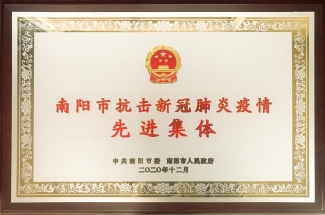 南阳市抗击新冠肺炎疫情
先进集体
中共南阳市委 南阳市人民政府
二〇二〇年十二月